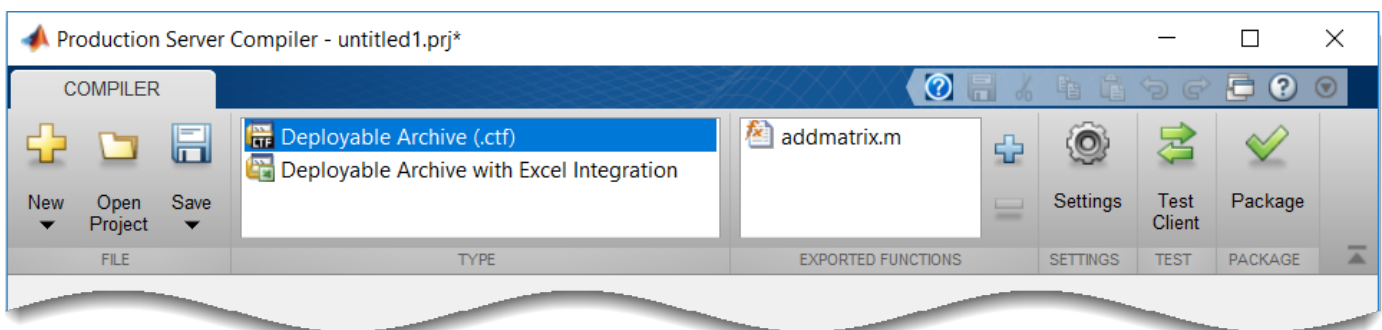 Production Server Compiler - untitled1.prj*
COMPILER
CTF Deployable Archive (.ctf)
Deployable Archive with Excel Integration
addmatrix.m
New
Open
Project
Save
Settings
Test
Client
Package
FILE
TYPE
EXPORTED FUNCTIONS
SETTINGS
TEST
PACKAGE